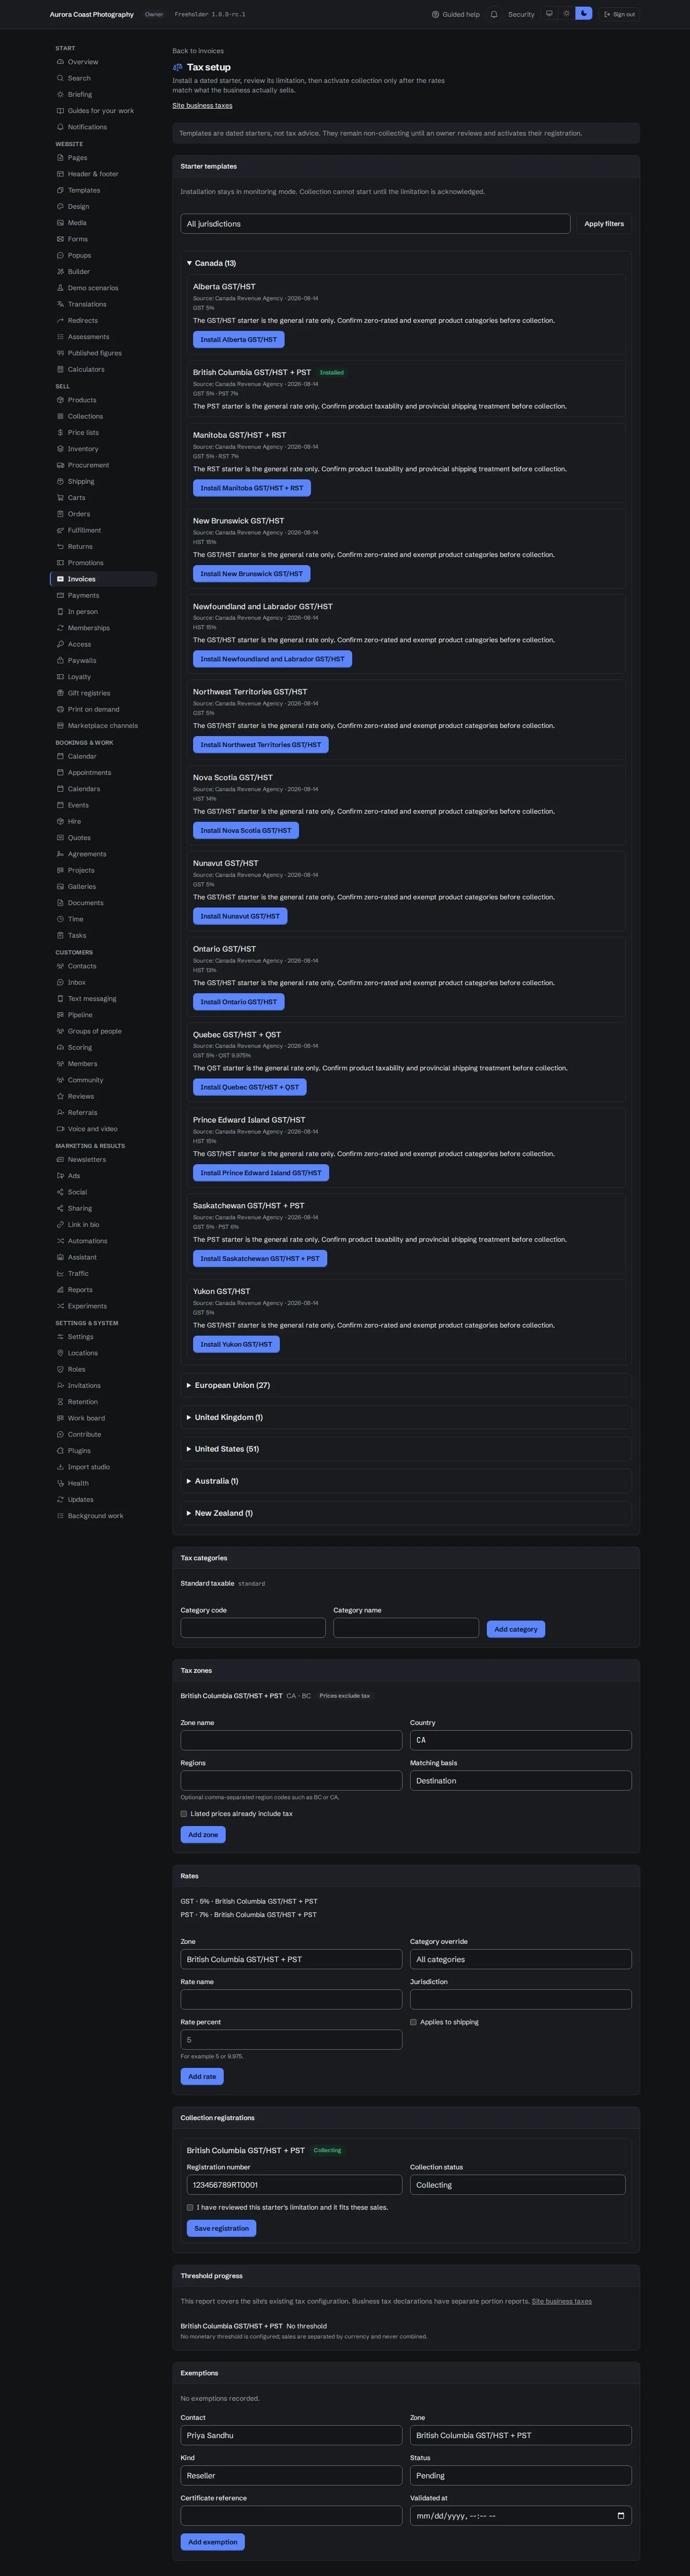 Aurora Coast Photography Owner Freeholder 1.0.0-rc.1 Guided help Security Sign out
START
Overview
Search
Briefing
Guides for your work
Notifications
WEBSITE
Pages
Header & footer
Templates
Design
Media
Forms
Popups
Builder
Demo scenarios
Translations
Redirects
Assessments
Published figures
Calculators
SELL
Products
Collections
Price lists
Inventory
Procurement
Shipping
Carts
Orders
Fulfillment
Returns
Promotions
Invoices
Payments
In person
Memberships
Access
Paywalls
Loyalty
Gift registries
Print on demand
Marketplace channels
BOOKINGS & WORK
Calendar
Appointments
Calendars
Events
Hire
Quotes
Agreements
Projects
Galleries
Documents
Time
Tasks
CUSTOMERS
Contacts
Inbox
Text messaging
Pipeline
Groups of people
Scoring
Members
Community
Reviews
Referrals
Voice and video
MARKETING & RESULTS
Newsletters
Ads
Social
Sharing
Link in bio
Automations
Assistant
Traffic
Reports
Experiments
SETTINGS & SYSTEM
Settings
Locations
Roles
Invitations
Retention
Work board
Contribute
Plugins
Import studio
Health
Updates
Background work
Back to invoices
Tax setup
Install a dated starter, review its limitation, then activate collection only after the rates
match what the business actually sells.
Site business taxes
Templates are dated starters, not tax advice. They remain non-collecting until an owner reviews and activates their registration.
Starter templates
Installation stays in monitoring mode. Collection cannot start until the limitation is acknowledged.
All jurisdictions Apply filters
Canada (13)
Alberta GST/HST
Source: Canada Revenue Agency · 2026-08-14
GST 5%
The GST/HST starter is the general rate only. Confirm zero-rated and exempt product categories before collection.
Install Alberta GST/HST
British Columbia GST/HST + PST Installed
Source: Canada Revenue Agency · 2026-08-14
GST 5% · PST 7%
The PST starter is the general rate only. Confirm product taxability and provincial shipping treatment before collection.
Manitoba GST/HST + RST
Source: Canada Revenue Agency · 2026-08-14
GST 5% · RST 7%
The RST starter is the general rate only. Confirm product taxability and provincial shipping treatment before collection.
Install Manitoba GST/HST + RST
New Brunswick GST/HST
Source: Canada Revenue Agency · 2026-08-14
HST 15%
The GST/HST starter is the general rate only. Confirm zero-rated and exempt product categories before collection.
Install New Brunswick GST/HST
Newfoundland and Labrador GST/HST
Source: Canada Revenue Agency · 2026-08-14
HST 15%
The GST/HST starter is the general rate only. Confirm zero-rated and exempt product categories before collection.
Install Newfoundland and Labrador GST/HST
Northwest Territories GST/HST
Source: Canada Revenue Agency · 2026-08-14
GST 5%
The GST/HST starter is the general rate only. Confirm zero-rated and exempt product categories before collection.
Install Northwest Territories GST/HST
Nova Scotia GST/HST
Source: Canada Revenue Agency · 2026-08-14
HST 14%
The GST/HST starter is the general rate only. Confirm zero-rated and exempt product categories before collection.
Install Nova Scotia GST/HST
Nunavut GST/HST
Source: Canada Revenue Agency · 2026-08-14
GST 5%
The GST/HST starter is the general rate only. Confirm zero-rated and exempt product categories before collection.
Install Nunavut GST/HST
Ontario GST/HST
Source: Canada Revenue Agency · 2026-08-14
HST 13%
The GST/HST starter is the general rate only. Confirm zero-rated and exempt product categories before collection.
Install Ontario GST/HST
Quebec GST/HST + QST
Source: Canada Revenue Agency · 2026-08-14
GST 5% · QST 9.975%
The QST starter is the general rate only. Confirm product taxability and provincial shipping treatment before collection.
Install Quebec GST/HST + QST
Prince Edward Island GST/HST
Source: Canada Revenue Agency · 2026-08-14
HST 15%
The GST/HST starter is the general rate only. Confirm zero-rated and exempt product categories before collection.
Install Prince Edward Island GST/HST
Saskatchewan GST/HST + PST
Source: Canada Revenue Agency · 2026-08-14
GST 5% · PST 6%
The PST starter is the general rate only. Confirm product taxability and provincial shipping treatment before collection.
Install Saskatchewan GST/HST + PST
Yukon GST/HST
Source: Canada Revenue Agency · 2026-08-14
GST 5%
The GST/HST starter is the general rate only. Confirm zero-rated and exempt product categories before collection.
Install Yukon GST/HST
European Union (27)
United Kingdom (1)
United States (51)
Australia (1)
New Zealand (1)
Tax categories
Standard taxable standard
Category code Category name
Add category
Tax zones
British Columbia GST/HST + PST CA · BC Prices exclude tax
Zone name Country
CA
Regions Matching basis
Destination
Optional comma-separated region codes such as BC or CA.
Listed prices already include tax
Add zone
Rates
GST · 5% · British Columbia GST/HST + PST
PST · 7% · British Columbia GST/HST + PST
Zone Category override
British Columbia GST/HST + PST All categories
Rate name Jurisdiction
Rate percent Applies to shipping
5
For example 5 or 9.975.
Add rate
Collection registrations
British Columbia GST/HST + PST Collecting
Registration number Collection status
123456789RT0001 Collecting
I have reviewed this starter's limitation and it fits these sales.
Save registration
Threshold progress
This report covers the site's existing tax configuration. Business tax declarations have separate portion reports. Site business taxes
British Columbia GST/HST + PST No threshold
No monetary threshold is configured; sales are separated by currency and never combined.
Exemptions
No exemptions recorded.
Contact Zone
Priya Sandhu British Columbia GST/HST + PST
Kind Status
Reseller Pending
Certificate reference Validated at
mm/dd/yyyy, --:-- --
Add exemption